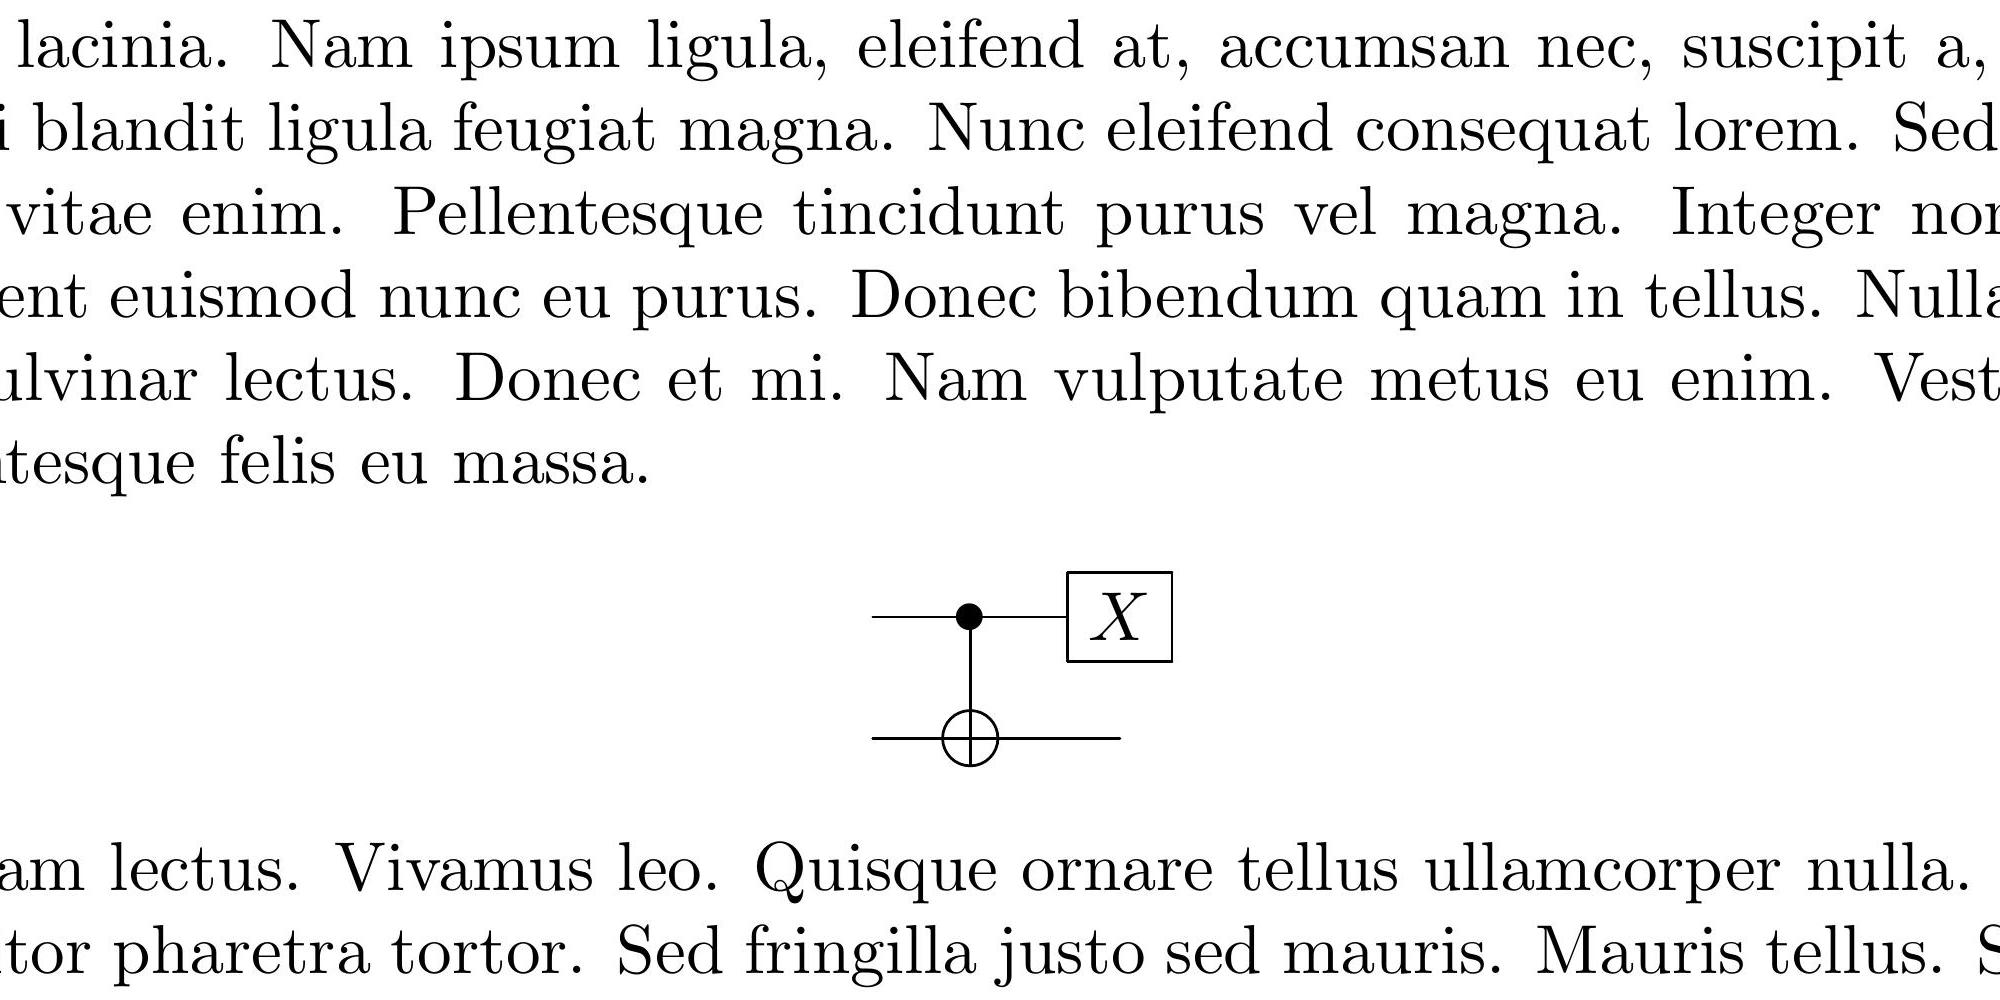 lacinia. Nam ipsum ligula, eleifend at, accumsan nec, suscipit a,
i blandit ligula feugiat magna. Nunc eleifend consequat lorem. Sed
vitae enim. Pellentesque tincidunt purus vel magna. Integer non
ent euismod nunc eu purus. Donec bibendum quam in tellus. Nulla
ulvinar lectus. Donec et mi. Nam vulputate metus eu enim. Vest
tesque felis eu massa.
X
am lectus. Vivamus leo. Quisque ornare tellus ullamcorper nulla.
tor pharetra tortor. Sed fringilla justo sed mauris. Mauris tellus. S